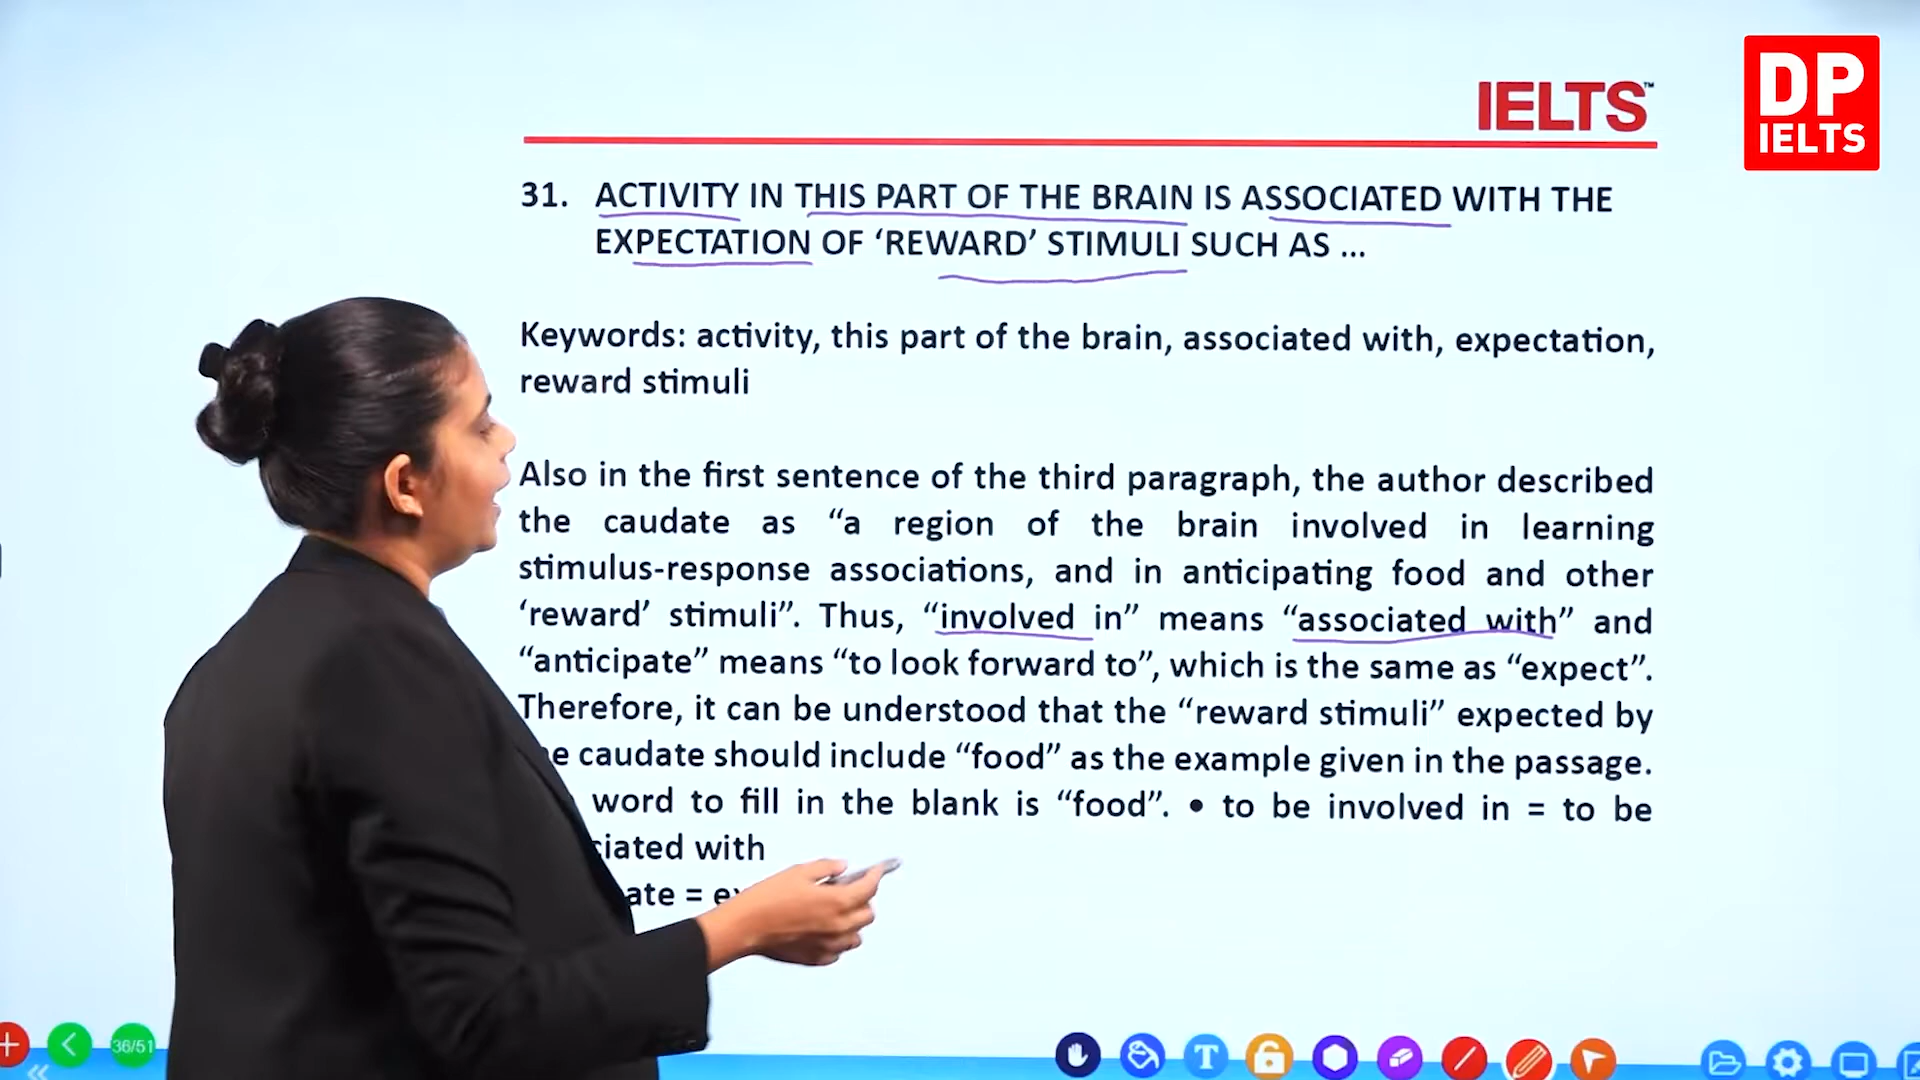 DP
IELTS
IELTS™
31. ACTIVITY IN THIS PART OF THE BRAIN IS ASSOCIATED WITH THE
EXPECTATION OF ‘REWARD’ STIMULI SUCH AS ...
Keywords: activity, this part of the brain, associated with, expectation,
reward stimuli
Also in the first sentence of the third paragraph, the author described
the caudate as “a region of the brain involved in learning
stimulus-response associations, and in anticipating food and other
‘reward’ stimuli”. Thus, “involved in” means “associated with” and
“anticipate” means “to look forward to”, which is the same as “expect”.
Therefore, it can be understood that the “reward stimuli” expected by
caudate should include “food” as the example given in the passage.
word to fill in the blank is “food”. • to be involved in = to be
with
=
36/51
T